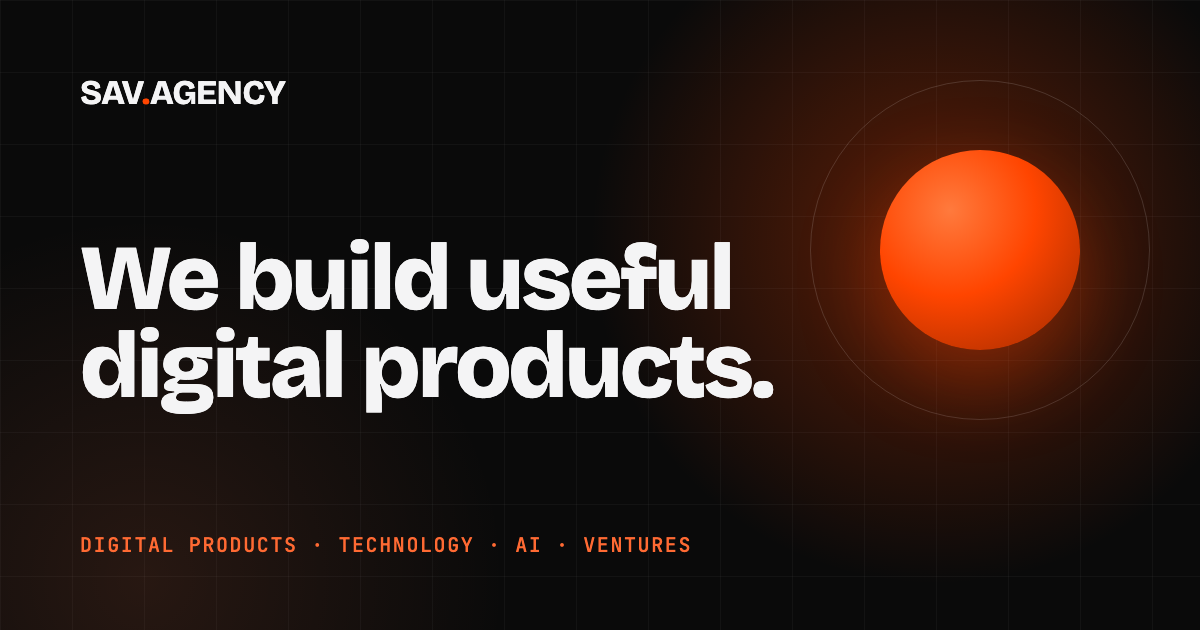 SAV.AGENCY
We build useful
digital products.
DIGITAL PRODUCTS · TECHNOLOGY · AI · VENTURES